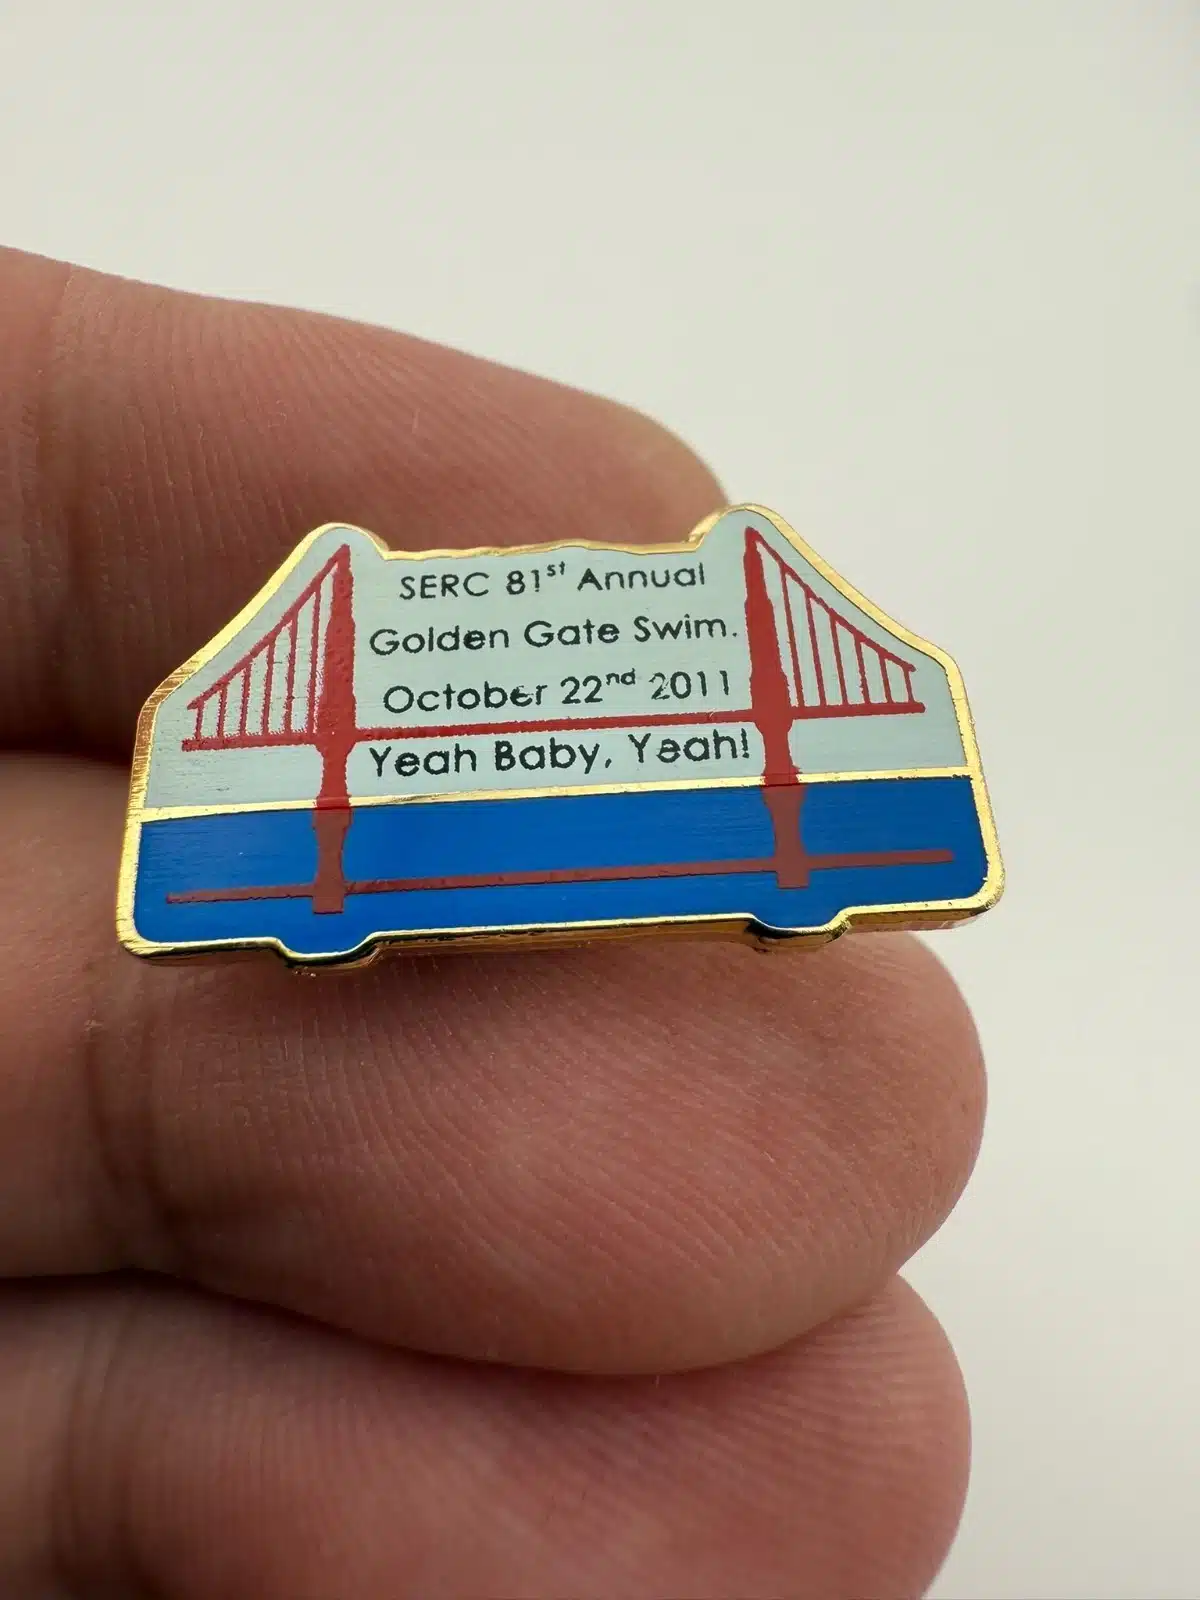 SERC 81st Annual
Golden Gate Swim.
October 22nd 2011
Yeah Baby, Yeah!